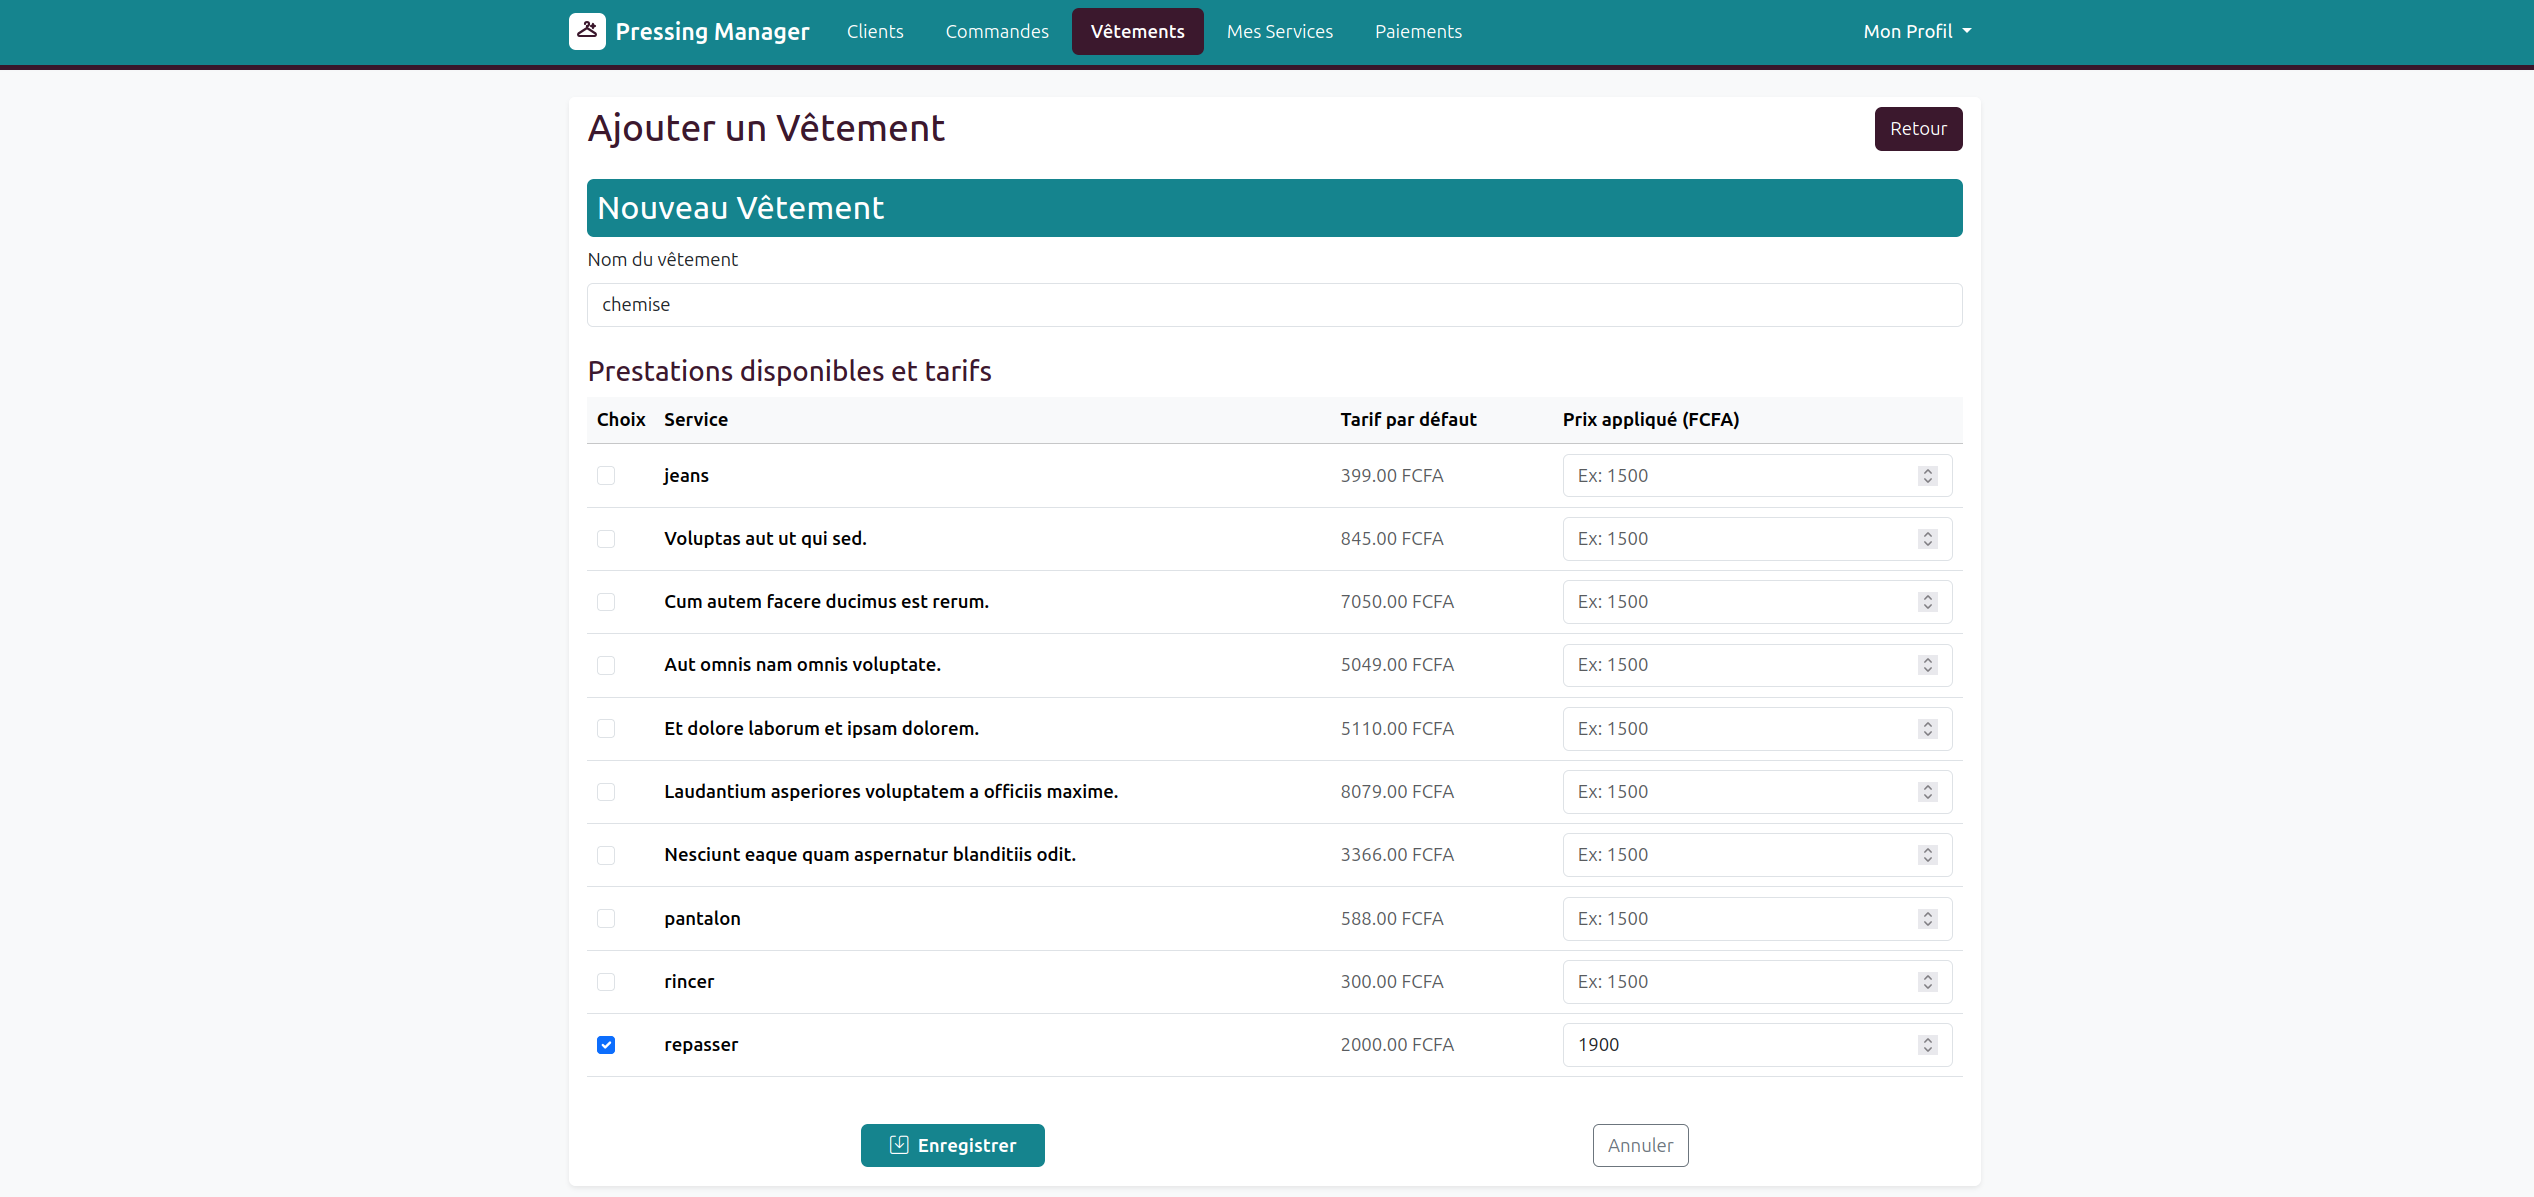 Pressing Manager Clients Commandes Vêtements Mes Services Paiements Mon Profil
Ajouter un Vêtement Retour
Nouveau Vêtement
Nom du vêtement
chemise
Prestations disponibles et tarifs
Choix Service Tarif par défaut Prix appliqué (FCFA)
jeans 399.00 FCFA Ex: 1500
Voluptas aut ut qui sed. 845.00 FCFA Ex: 1500
Cum autem facere ducimus est rerum. 7050.00 FCFA Ex: 1500
Aut omnis nam omnis voluptate. 5049.00 FCFA Ex: 1500
Et dolore laborum et ipsam dolorem. 5110.00 FCFA Ex: 1500
Laudantium asperiores voluptatem a officiis maxime. 8079.00 FCFA Ex: 1500
Nesciunt eaque quam aspernatur blanditiis odit. 3366.00 FCFA Ex: 1500
pantalon 588.00 FCFA Ex: 1500
rincer 300.00 FCFA Ex: 1500
repasser 2000.00 FCFA 1900
Enregistrer Annuler